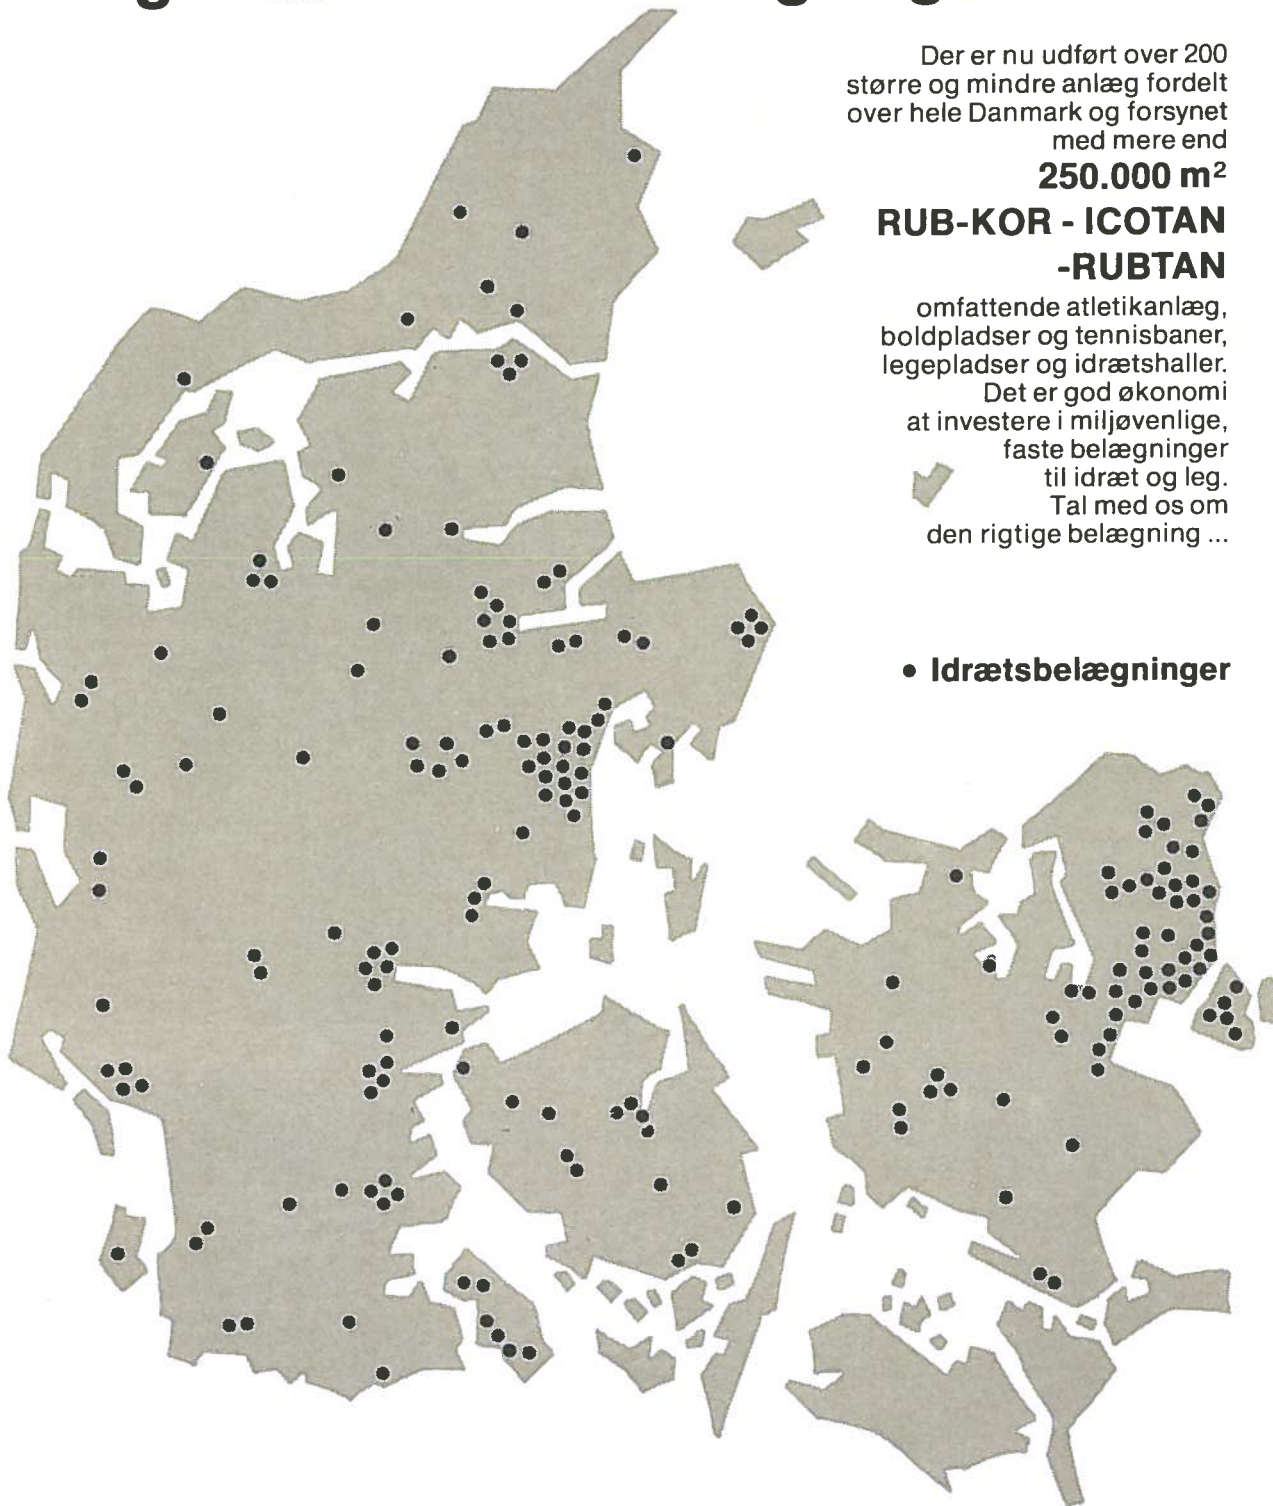 Der er nu udført over 200
større og mindre anlæg fordelt
over hele Danmark og forsynet
med mere end
250.000 m²
RUB-KOR - ICOTAN
-RUBTAN
omfattende atletikanlæg,
boldpladser og tennisbaner,
legepladser og idrætshaller.
Det er god økonomi
at investere i miljøvenlige,
faste belægninger
til idræt og leg.
Tal med os om
den rigtige belægning ...
• Idrætsbelægninger